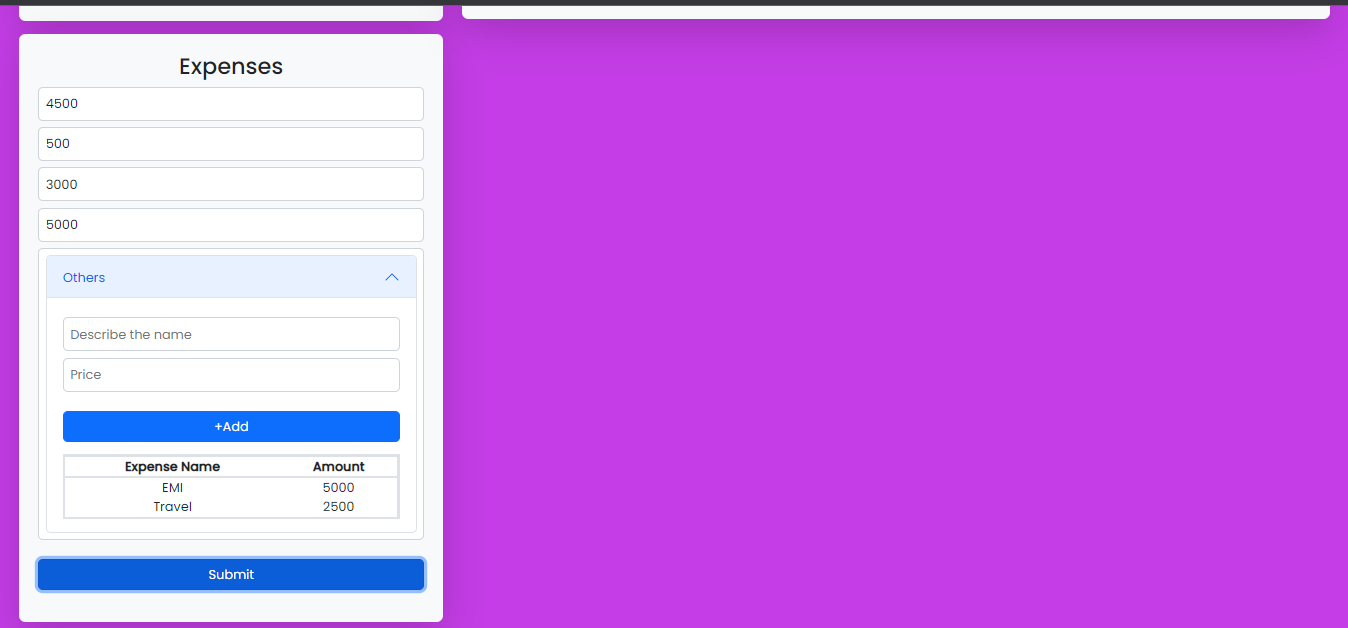 Expenses
4500
500
3000
5000
Others
Describe the name
Price
+Add
Expense Name Amount
EMI 5000
Travel 2500
Submit